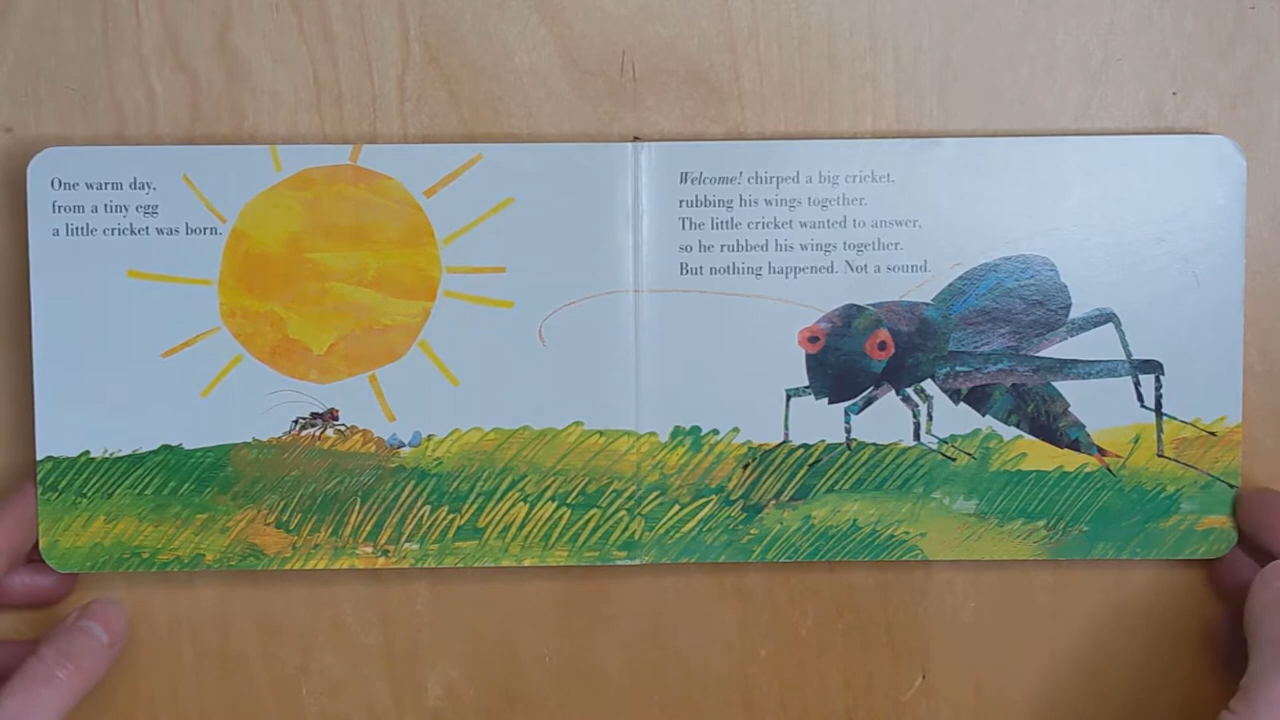 One warm day,
from a tiny egg
a little cricket was born.
Welcome! chirped a big cricket,
rubbing his wings together.
The little cricket wanted to answer,
so he rubbed his wings together.
But nothing happened. Not a sound.